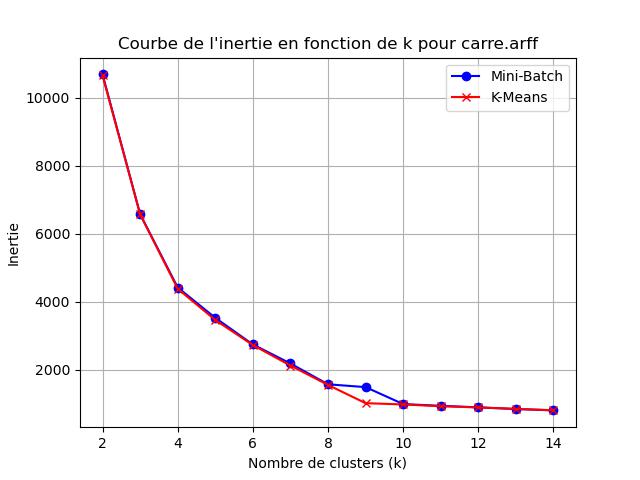 Courbe de l'inertie en fonction de k pour carre.arff
Mini-Batch
K-Means
10000
8000
6000
4000
2000
Inertie
2 4 6 8 10 12 14
Nombre de clusters (k)